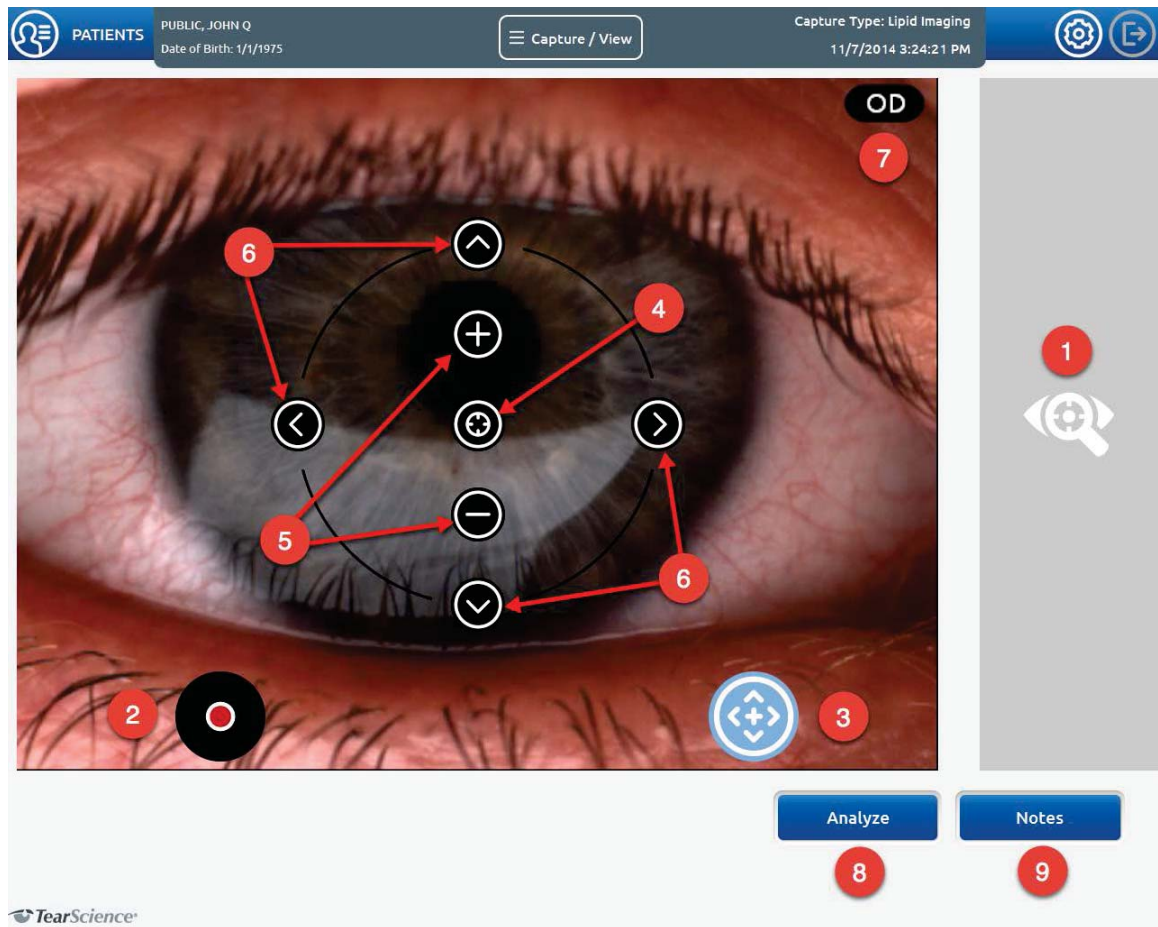 PATIENTS
PUBLIC, JOHN Q
Date of Birth: 1/1/1975
Capture / View
Capture Type: Lipid Imaging
11/7/2014 3:24:21 PM
OD
7
6
4
1
5
6
2
3
Analyze
Notes
8
9
TearScience